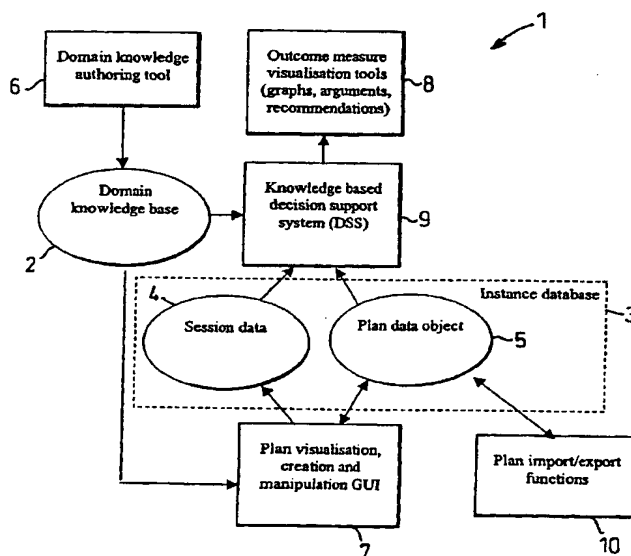 1
Domain knowledge
authoring tool
6
Outcome measure
visualisation tools
(graphs, arguments,
recommendations)
8
Domain
knowledge base
2
Knowledge based
decision support
system (DSS)
9
Instance database
3
4
Session data
Plan data object
5
Plan visualisation,
creation and
manipulation GUI
7
Plan import/export
functions
10